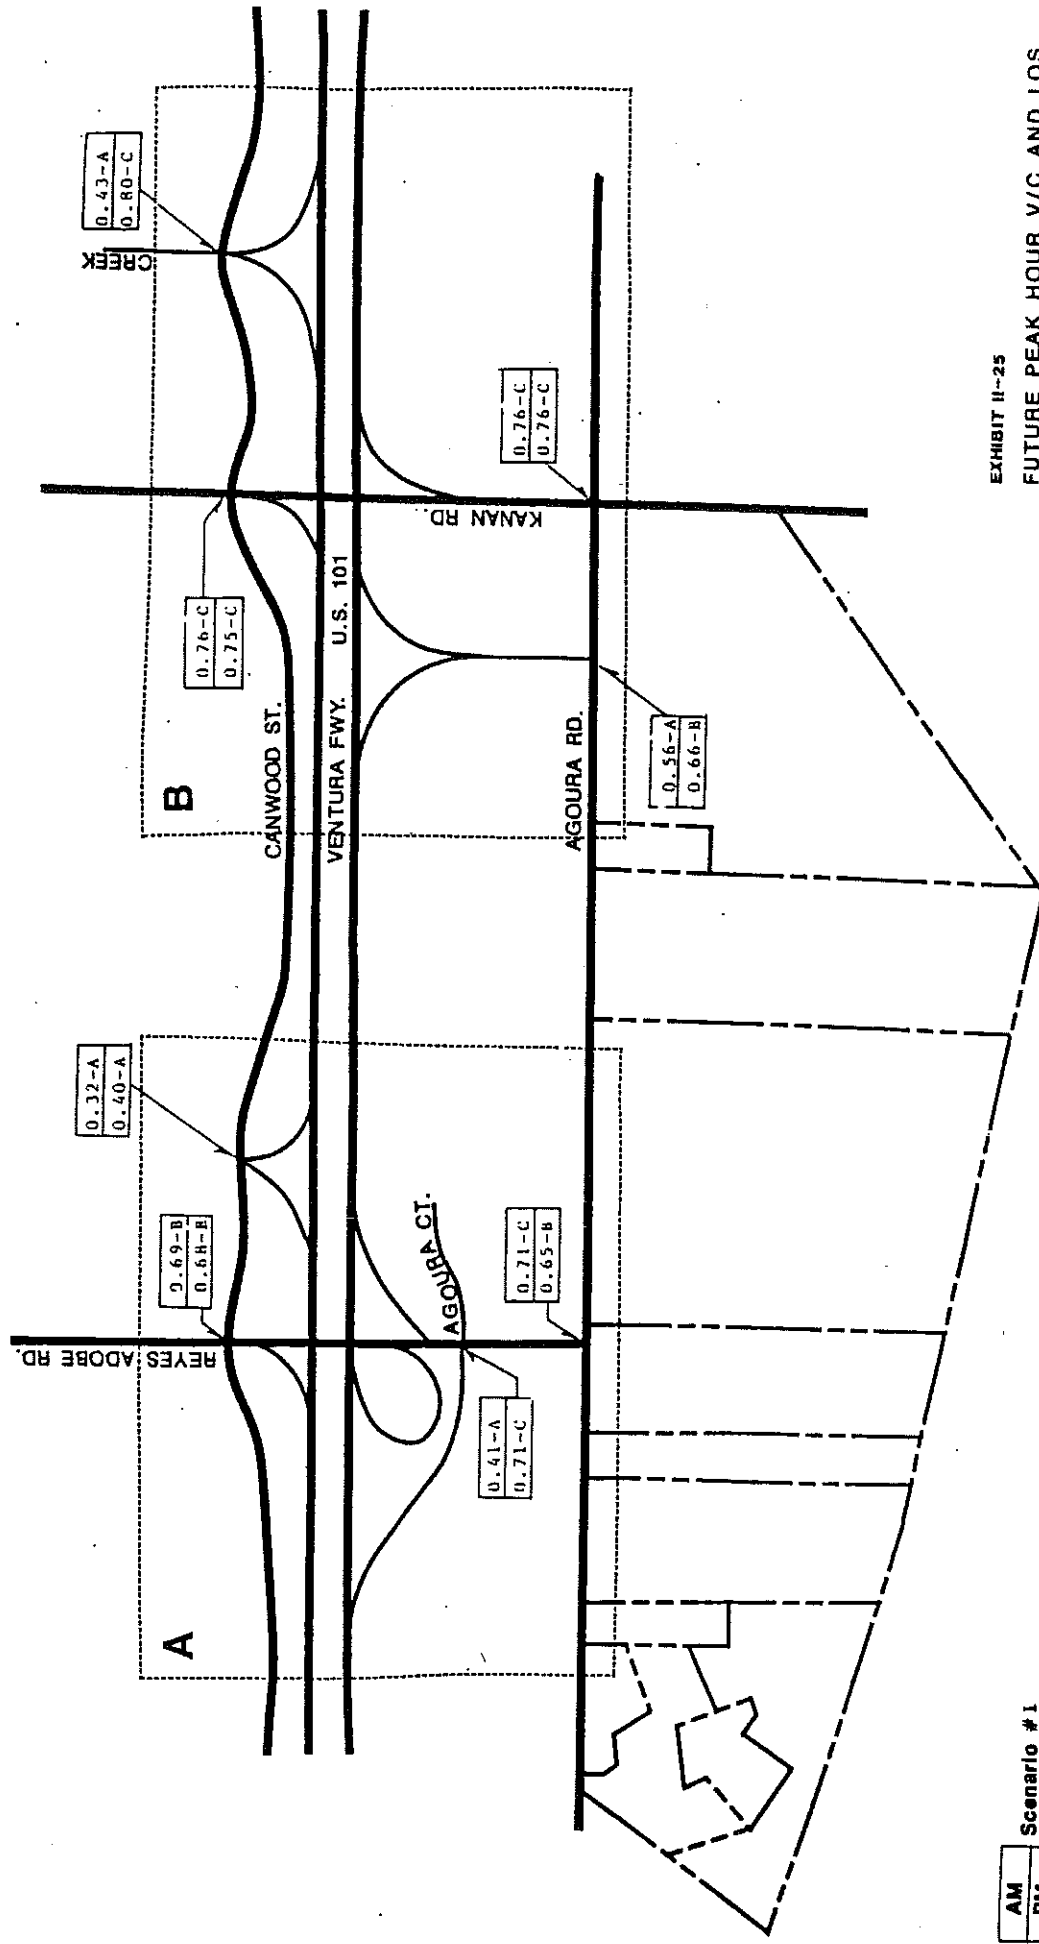 0.43-A
0.80-C
CREEK
0.76-C
0.75-C
0.76-C
0.76-C
KANAN RD.
U.S. 101
VENTURA FWY.
CANWOOD ST.
B
AGOURA RD.
0.56-A
0.66-B
0.32-A
0.40-A
0.69-B
0.68-B
REYES ADOBE RD.
AGOURA CT.
0.71-C
0.65-B
0.41-A
0.71-C
A
EXHIBIT II-25
FUTURE PEAK HOUR V/C AND LOS
AM
PM
Scenario #1